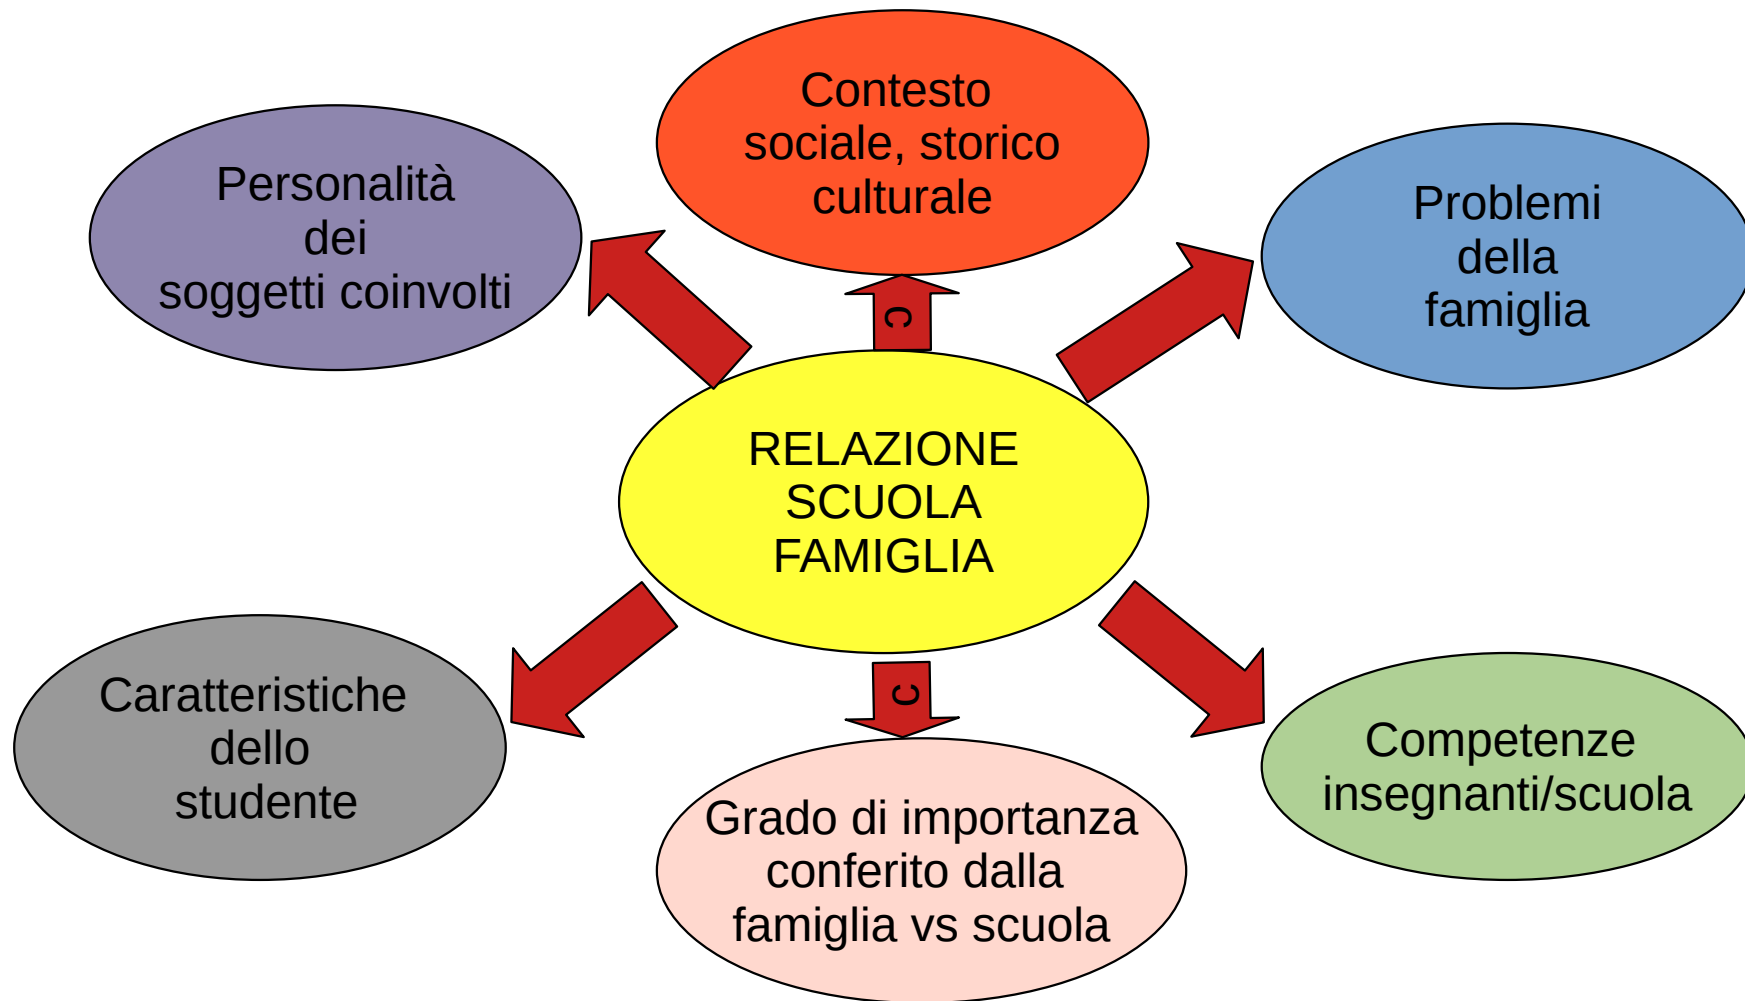 Contesto
sociale, storico
culturale
Personalità
dei
soggetti coinvolti
Problemi
della
famiglia
C
RELAZIONE
SCUOLA
FAMIGLIA
Caratteristiche
dello
studente
C
Competenze
insegnanti/scuola
Grado di importanza
conferito dalla
famiglia vs scuola